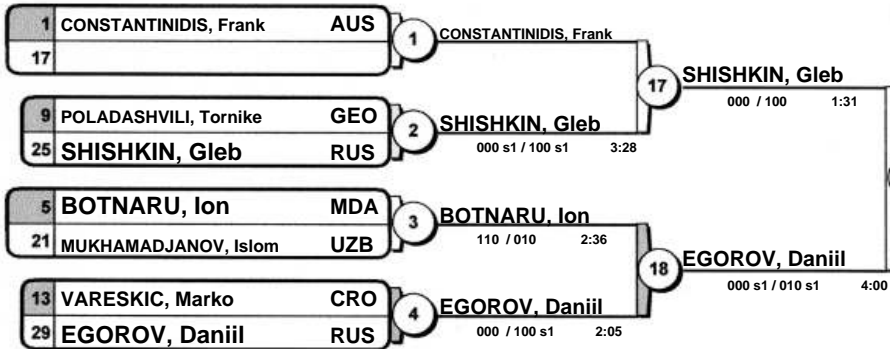 1 CONSTANTINIDIS, Frank AUS
17
1
CONSTANTINIDIS, Frank
9 POLADASHVILI, Tornike GEO
25 SHISHKIN, Gleb RUS
2
SHISHKIN, Gleb
000 s1 / 100 s1 3:28
17
SHISHKIN, Gleb
000 / 100 1:31
5 BOTNARU, Ion MDA
21 MUKHAMADJANOV, Islom UZB
3
BOTNARU, Ion
110 / 010 2:36
13 VARESKIC, Marko CRO
29 EGOROV, Daniil RUS
4
EGOROV, Daniil
000 / 100 s1 2:05
18
EGOROV, Daniil
000 s1 / 010 s1 4:00